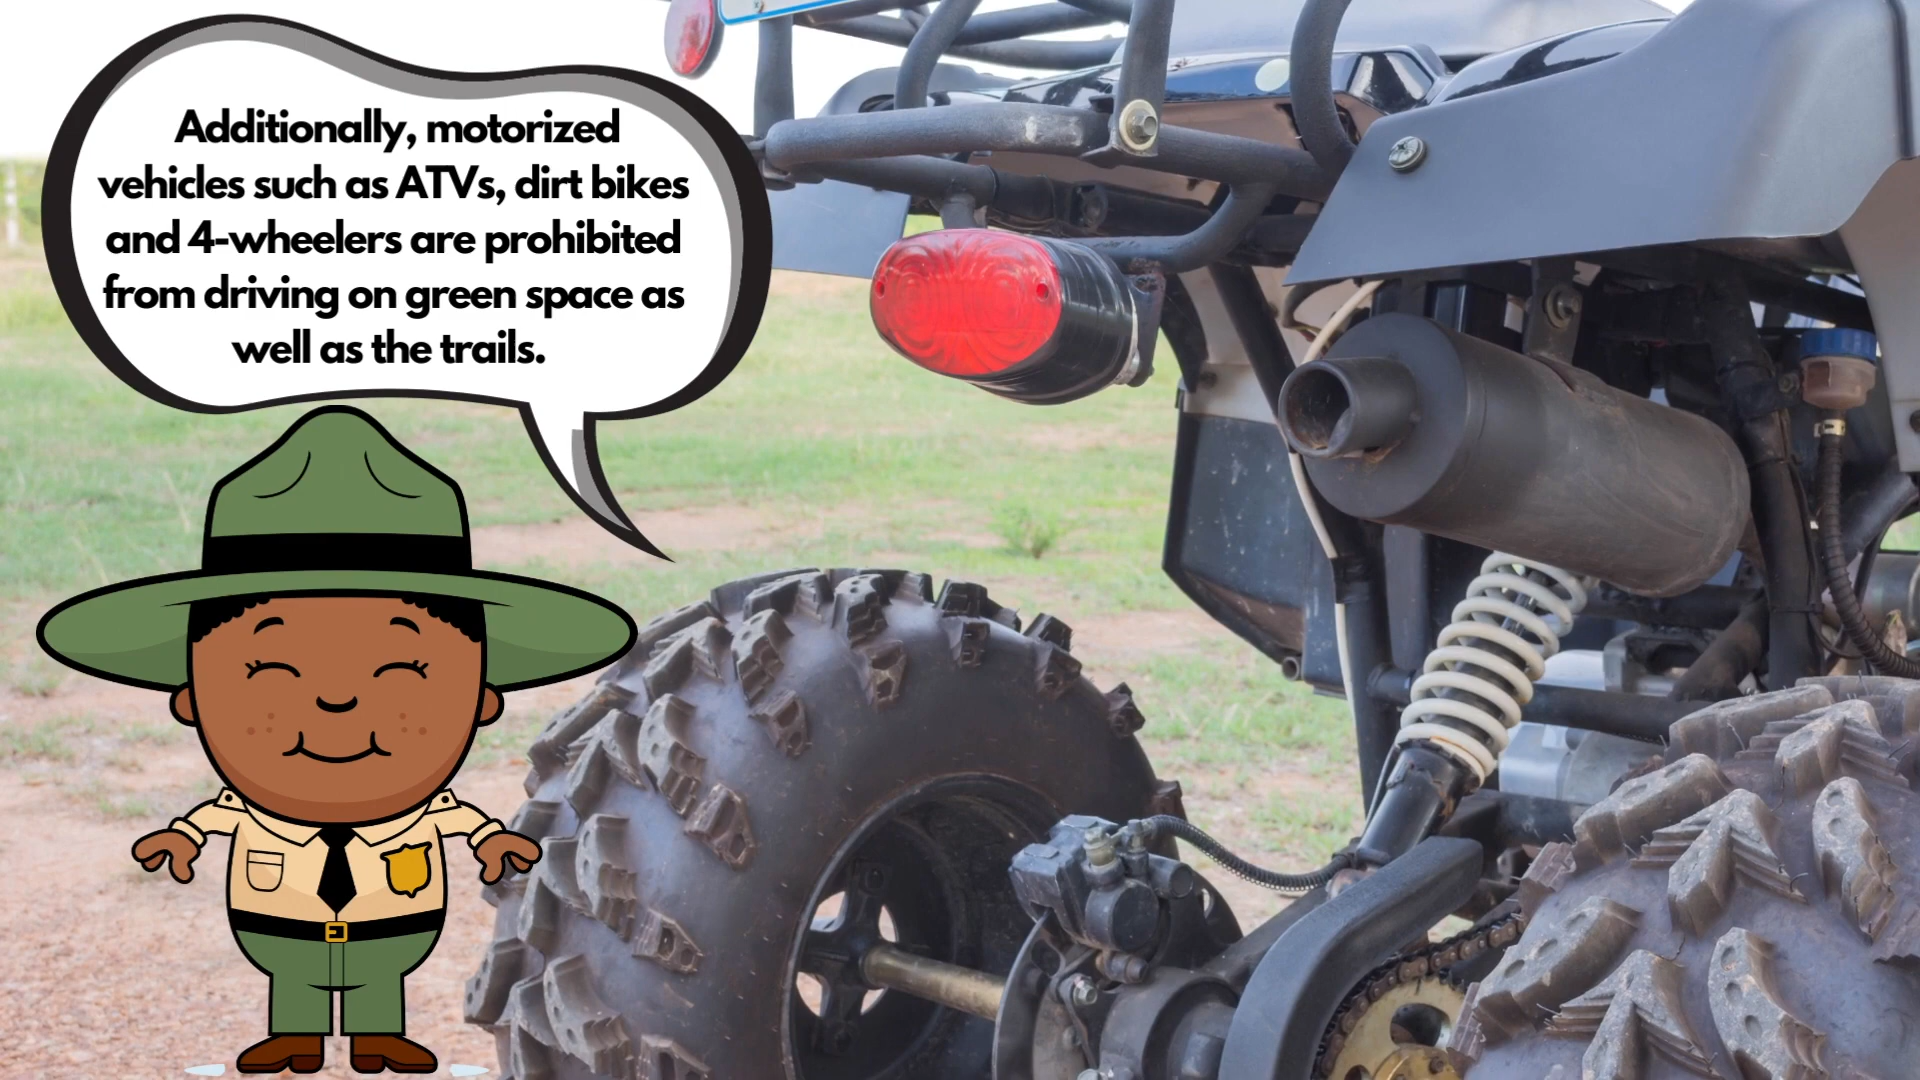 Additionally, motorized
vehicles such as ATVs, dirt bikes
and 4-wheelers are prohibited
from driving on green space as
well as the trails.